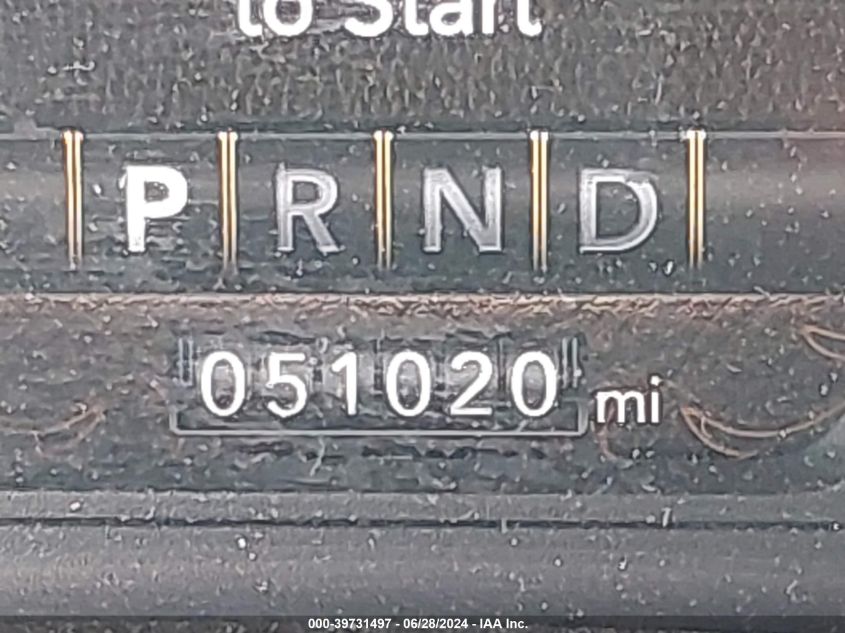 to Start
P R N D
051020 mi
000-39731497 - 06/28/2024 - IAA Inc.